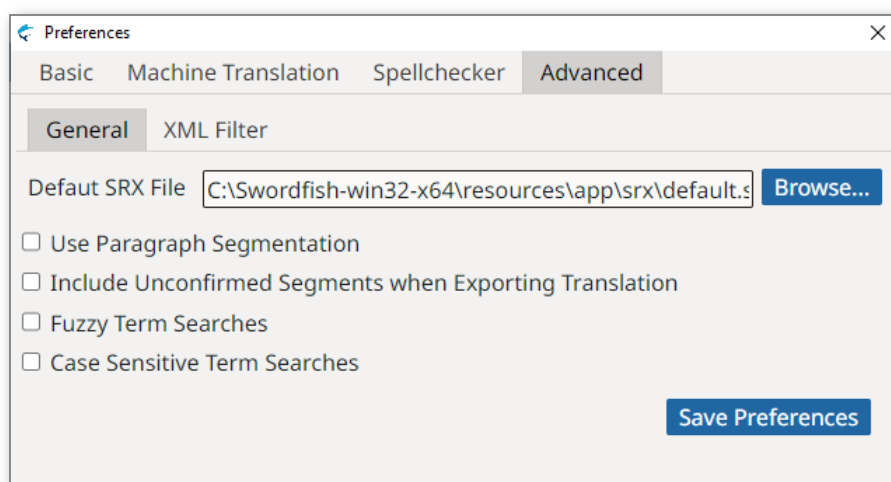 Preferences
Basic Machine Translation Spellchecker Advanced
General XML Filter
Defaut SRX File C:\Swordfish-win32-x64\resources\app\srx\default.s Browse...
Use Paragraph Segmentation
Include Unconfirmed Segments when Exporting Translation
Fuzzy Term Searches
Case Sensitive Term Searches
Save Preferences